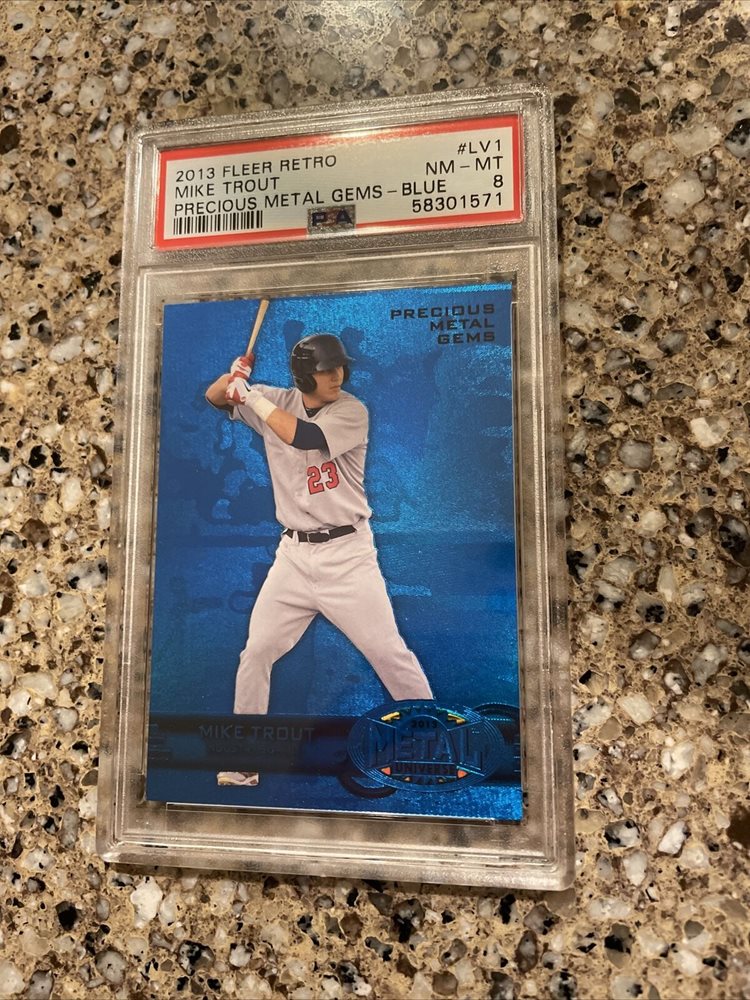 2013 FLEER RETRO #LV1
MIKE TROUT NM - MT
PRECIOUS METAL GEMS - BLUE 8
PSA 58301571
PRECIOUS
METAL
GEMS
23
MIKE TROUT
METAL
UNIVERSE